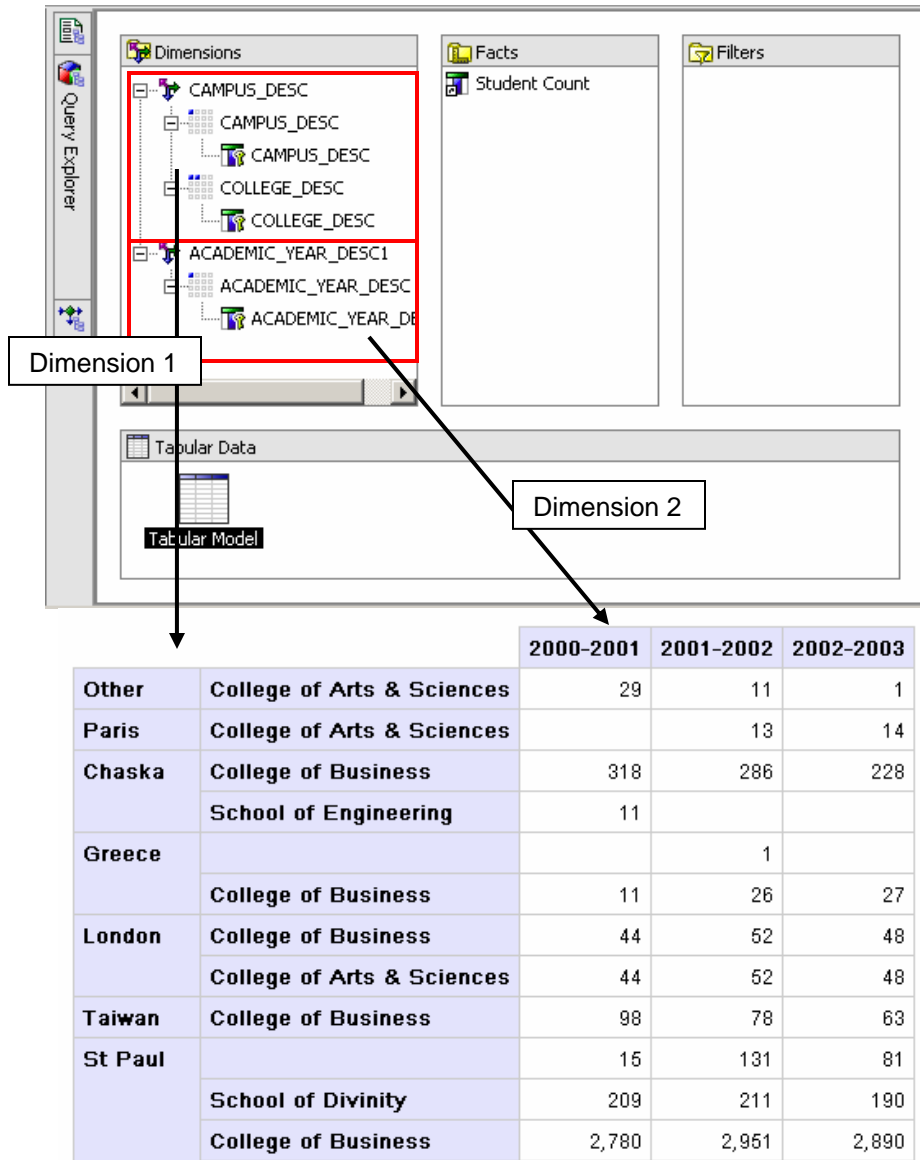 Query Explorer
Dimensions
CAMPUS_DESC
CAMPUS_DESC
CAMPUS_DESC
COLLEGE_DESC
COLLEGE_DESC
ACADEMIC_YEAR_DESC1
ACADEMIC_YEAR_DESC
ACADEMIC_YEAR_DE
Facts
Student Count
Filters
Dimension 1
Tabular Data
Tabular Model
Dimension 2
2000-2001 2001-2002 2002-2003
Other College of Arts & Sciences 29 11 1
Paris College of Arts & Sciences 13 14
Chaska College of Business 318 286 228
School of Engineering 11
Greece 1
College of Business 11 26 27
London College of Business 44 52 48
College of Arts & Sciences 44 52 48
Taiwan College of Business 98 78 63
St Paul 15 131 81
School of Divinity 209 211 190
College of Business 2,780 2,951 2,890